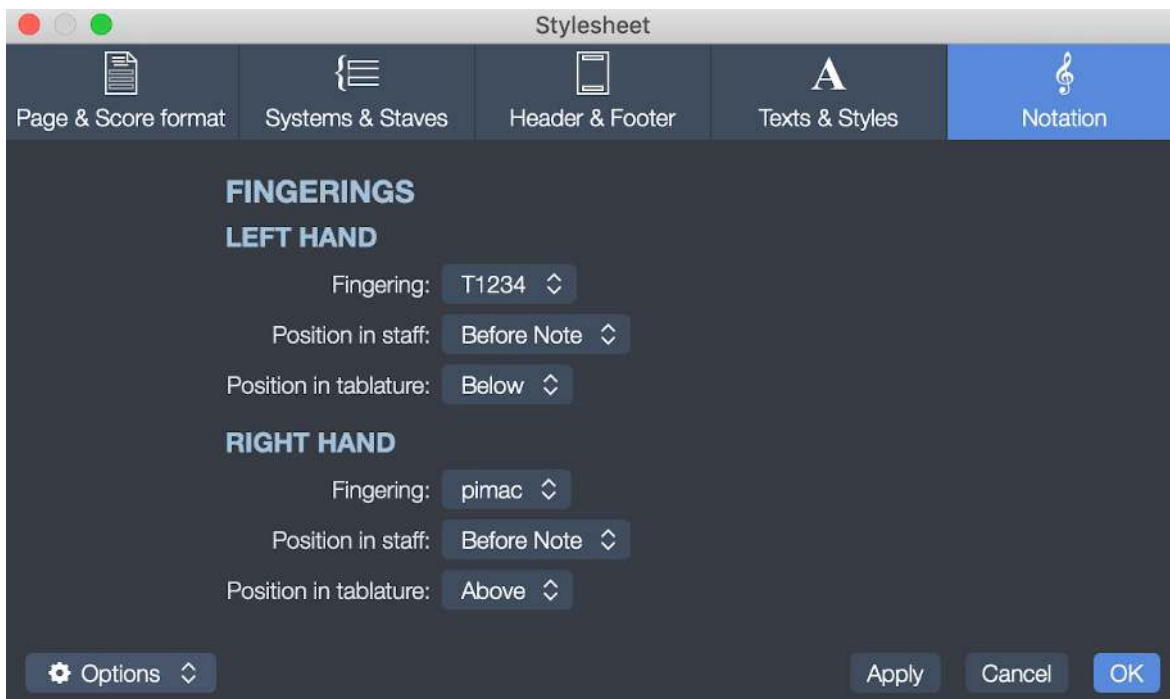 Stylesheet
Page & Score format Systems & Staves Header & Footer Texts & Styles Notation
FINGERINGS
LEFT HAND
Fingering: T1234
Position in staff: Before Note
Position in tablature: Below
RIGHT HAND
Fingering: pimac
Position in staff: Before Note
Position in tablature: Above
Options Apply Cancel OK